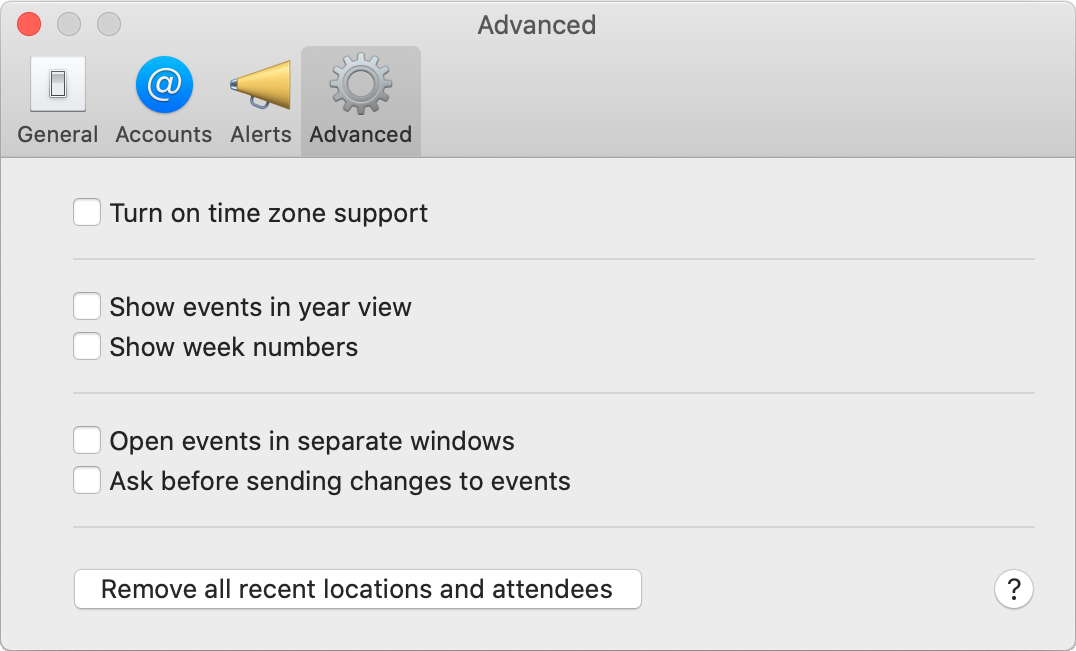 Advanced
General Accounts Alerts Advanced
Turn on time zone support
Show events in year view
Show week numbers
Open events in separate windows
Ask before sending changes to events
Remove all recent locations and attendees ?